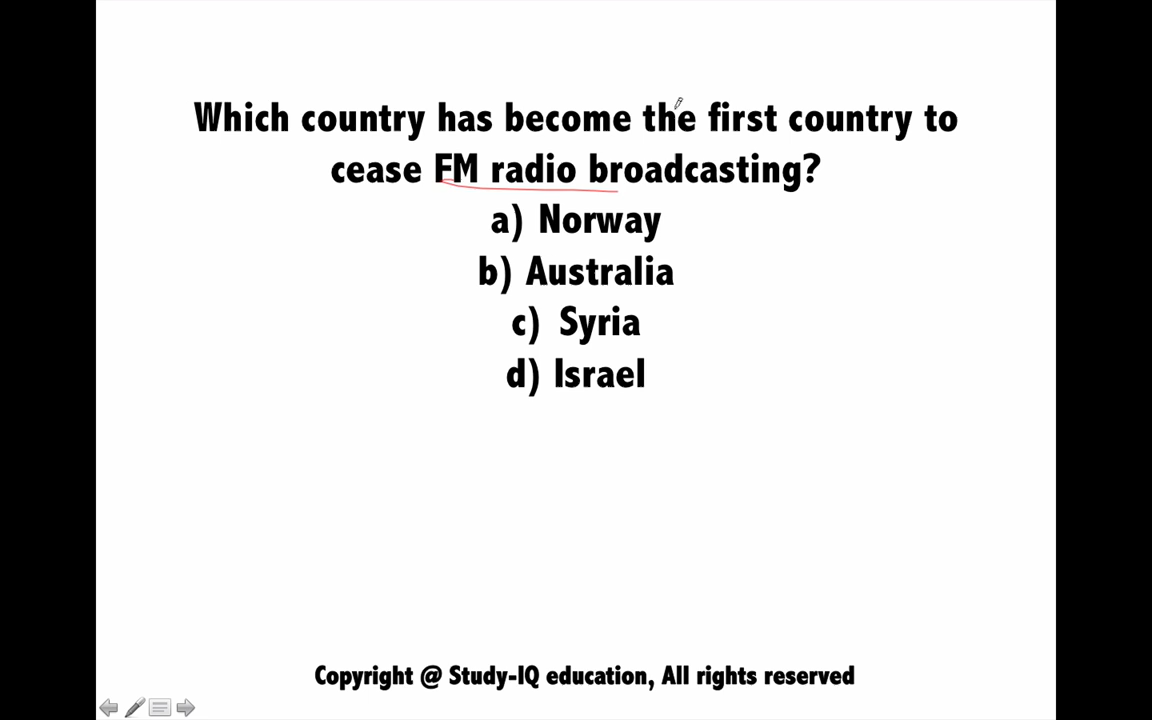 Which country has become the first country to
cease FM radio broadcasting?
a) Norway
b) Australia
c) Syria
d) Israel
Copyright @ Study-IQ education, All rights reserved